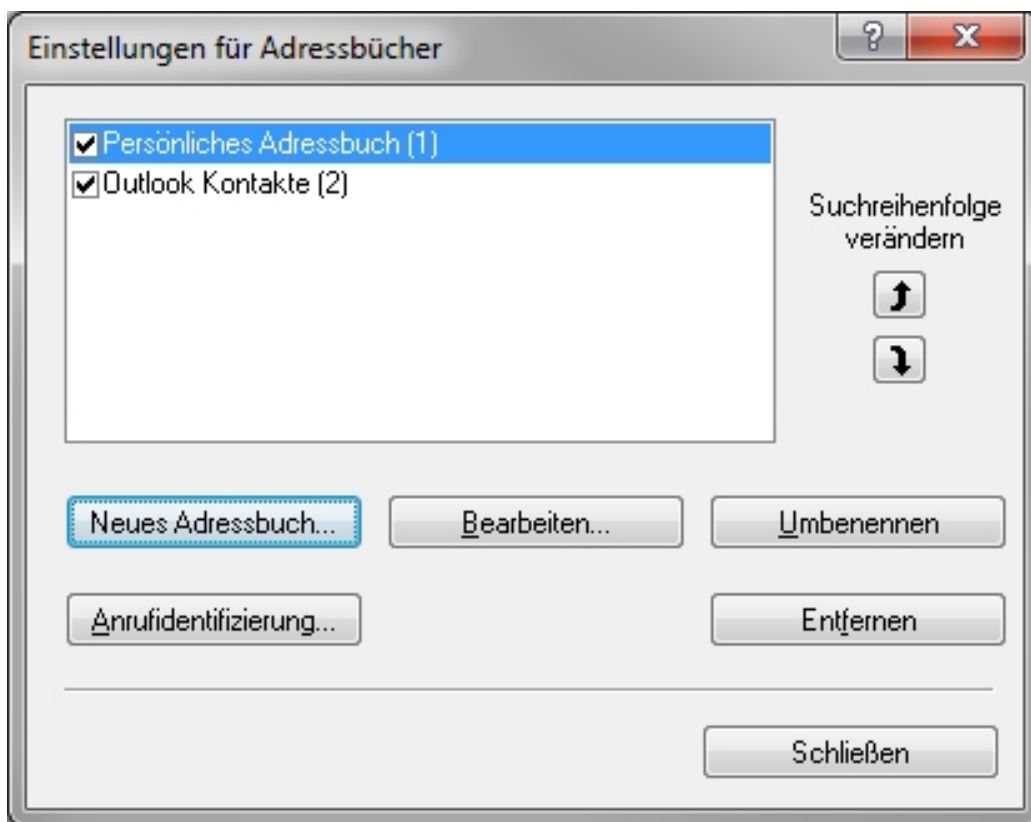 Einstellungen für Adressbücher
Persönliches Adressbuch (1)
Outlook Kontakte (2)
Suchreihenfolge
verändern
Neues Adressbuch...
Bearbeiten...
Umbenennen
Anrufidentifizierung...
Entfernen
Schließen